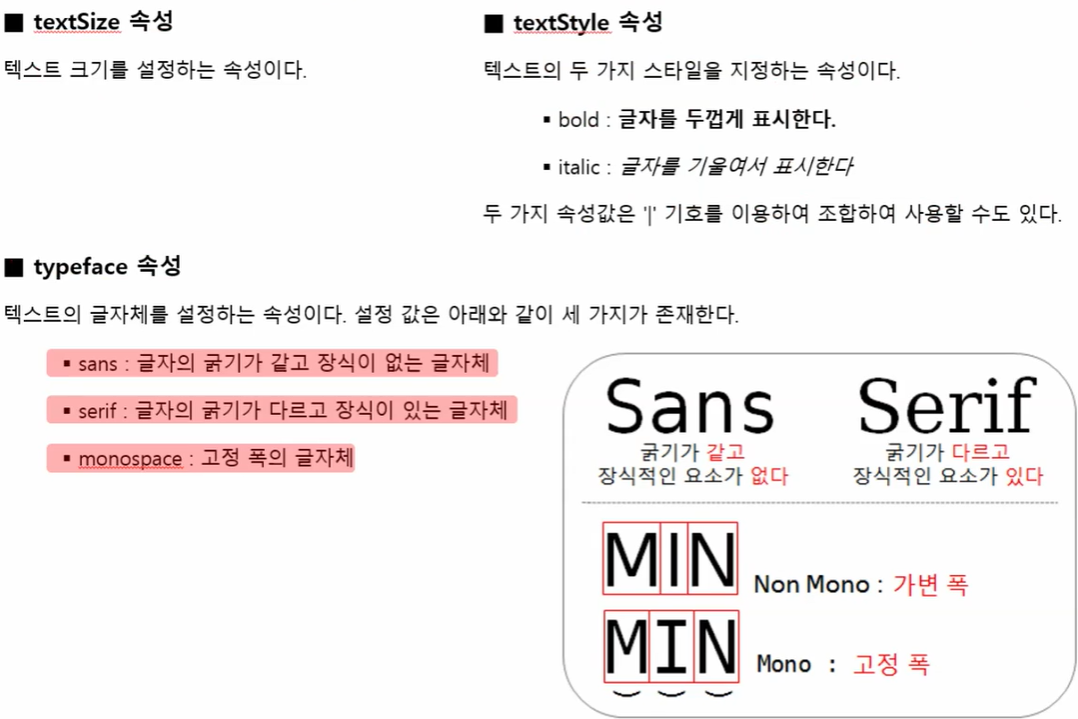 ■ textSize 속성
텍스트 크기를 설정하는 속성이다.
■ textStyle 속성
텍스트의 두 가지 스타일을 지정하는 속성이다.
▪ bold : 글자를 두껍게 표시한다.
▪ italic : 글자를 기울여서 표시한다
두 가지 속성값은 '|' 기호를 이용하여 조합하여 사용할 수도 있다.
■ typeface 속성
텍스트의 글자체를 설정하는 속성이다. 설정 값은 아래와 같이 세 가지가 존재한다.
▪ sans : 글자의 굵기가 같고 장식이 없는 글자체
▪ serif : 글자의 굵기가 다르고 장식이 있는 글자체
▪ monospace : 고정 폭의 글자체
Sans
굵기가 같고
장식적인 요소가 없다
Serif
굵기가 다르고
장식적인 요소가 있다
MIN Non Mono : 가변 폭
MIN Mono : 고정 폭